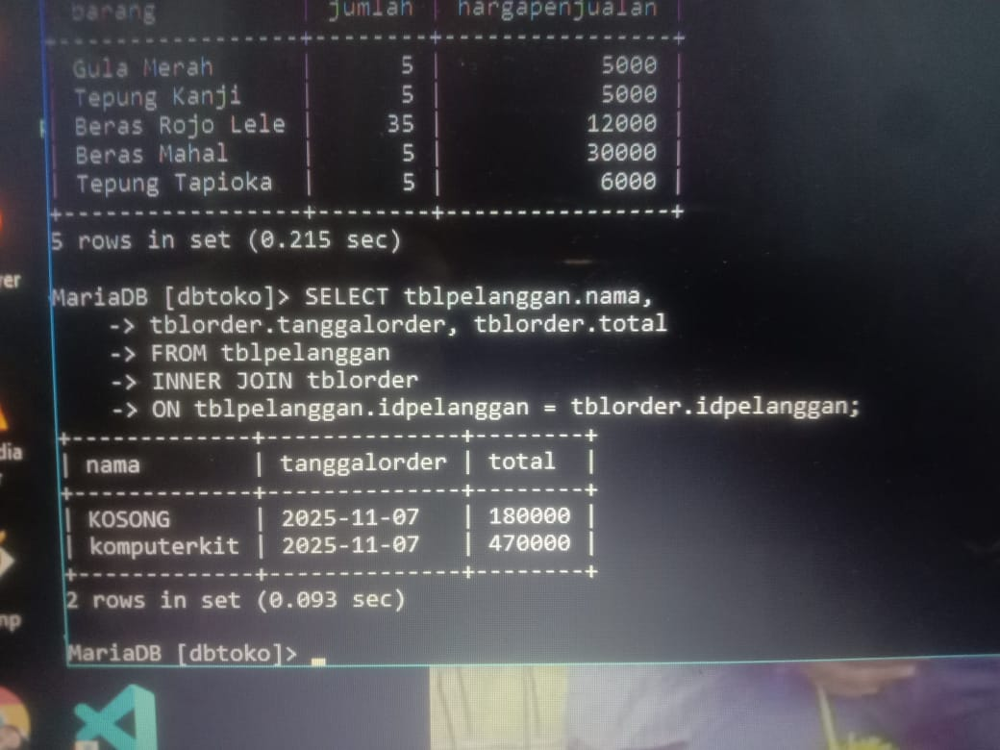 barang | jumlah | hargapenjualan |
---------------+--------+----------------+
| Gula Merah | 5 | 5000 |
| Tepung Kanji | 5 | 5000 |
| Beras Rojo Lele | 35 | 12000 |
| Beras Mahal | 5 | 30000 |
| Tepung Tapioka | 5 | 6000 |
+-----------------+--------+----------------+
5 rows in set (0.215 sec)
MariaDB [dbtoko]> SELECT tblpelanggan.nama,
-> tblorder.tanggalorder, tblorder.total
-> FROM tblpelanggan
-> INNER JOIN tblorder
-> ON tblpelanggan.idpelanggan = tblorder.idpelanggan;
+-------------+--------------+--------+
| nama | tanggalorder | total |
+-------------+--------------+--------+
| KOSONG | 2025-11-07 | 180000 |
| komputerkit | 2025-11-07 | 470000 |
+-------------+--------------+--------+
2 rows in set (0.093 sec)
MariaDB [dbtoko]>